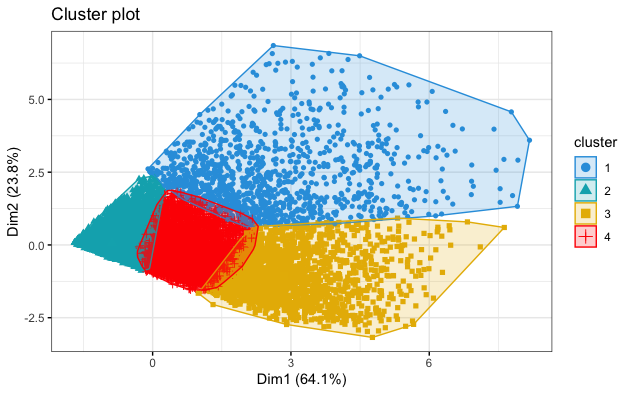 Cluster plot
5.0
2.5
0.0
-2.5
0
3
6
Dim1 (64.1%)
Dim2 (23.8%)
cluster
1
2
3
4